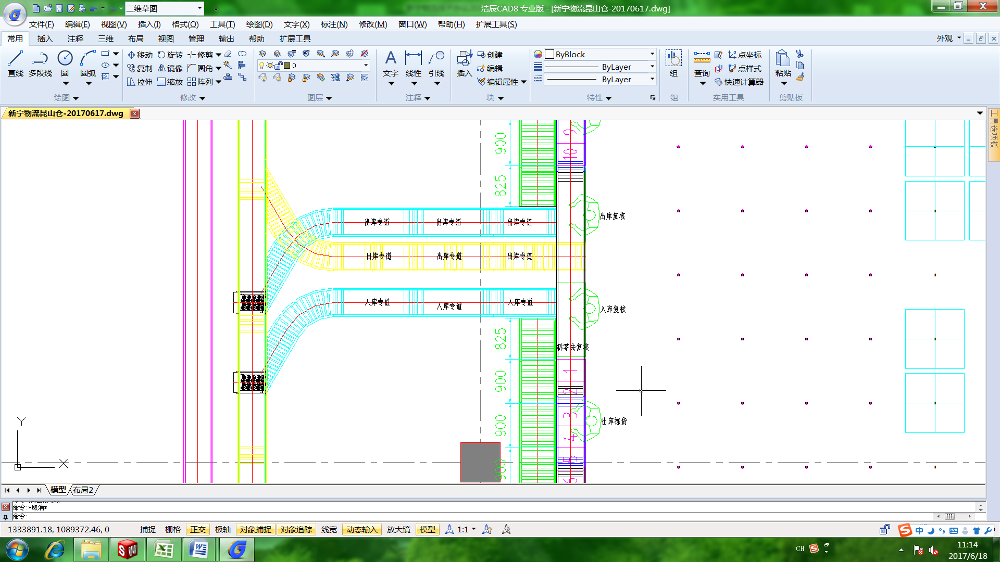 二维草图
浩辰CAD8 专业版 - [新宁物流昆山仓-20170617.dwg]
文件(F) 编辑(E) 视图(V) 插入(I) 格式(O) 工具(T) 绘图(D) 文字(X) 标注(N) 修改(M) 窗口(W) 帮助(H) 扩展工具(S)
常用 插入 注释 三维 布局 视图 管理 输出 帮助 扩展工具 外观
直线 多段线 圆 圆弧
移动 旋转 修剪
复制 镜像 圆角
拉伸 缩放 阵列
0
文字 线性 引线
插入 创建
编辑
编辑属性
ByBlock
ByLayer
ByLayer
组
查询 点坐标
点样式
快速计算器
粘贴
绘图 修改 图层 注释 块 特性 组 实用工具 剪贴板
新宁物流昆山仓-20170617.dwg
工具选项板
900 9
10
825
出库专道 出库专道 出库专道 出库复核
出库专道 出库专道 出库专道
入库专道 入库专道 入库专道 入库复核
825
拆零去复核
900 1
2
900 3 出库拣货
4
900 5
6
Y
X
模型 布局2
命令:*取消*
命令:
-1333891.18, 1089372.46, 0 捕捉 栅格 正交 极轴 对象捕捉 对象追踪 线宽 动态输入 放大镜 模型 1:1
中
CH
11:14
2017/6/18